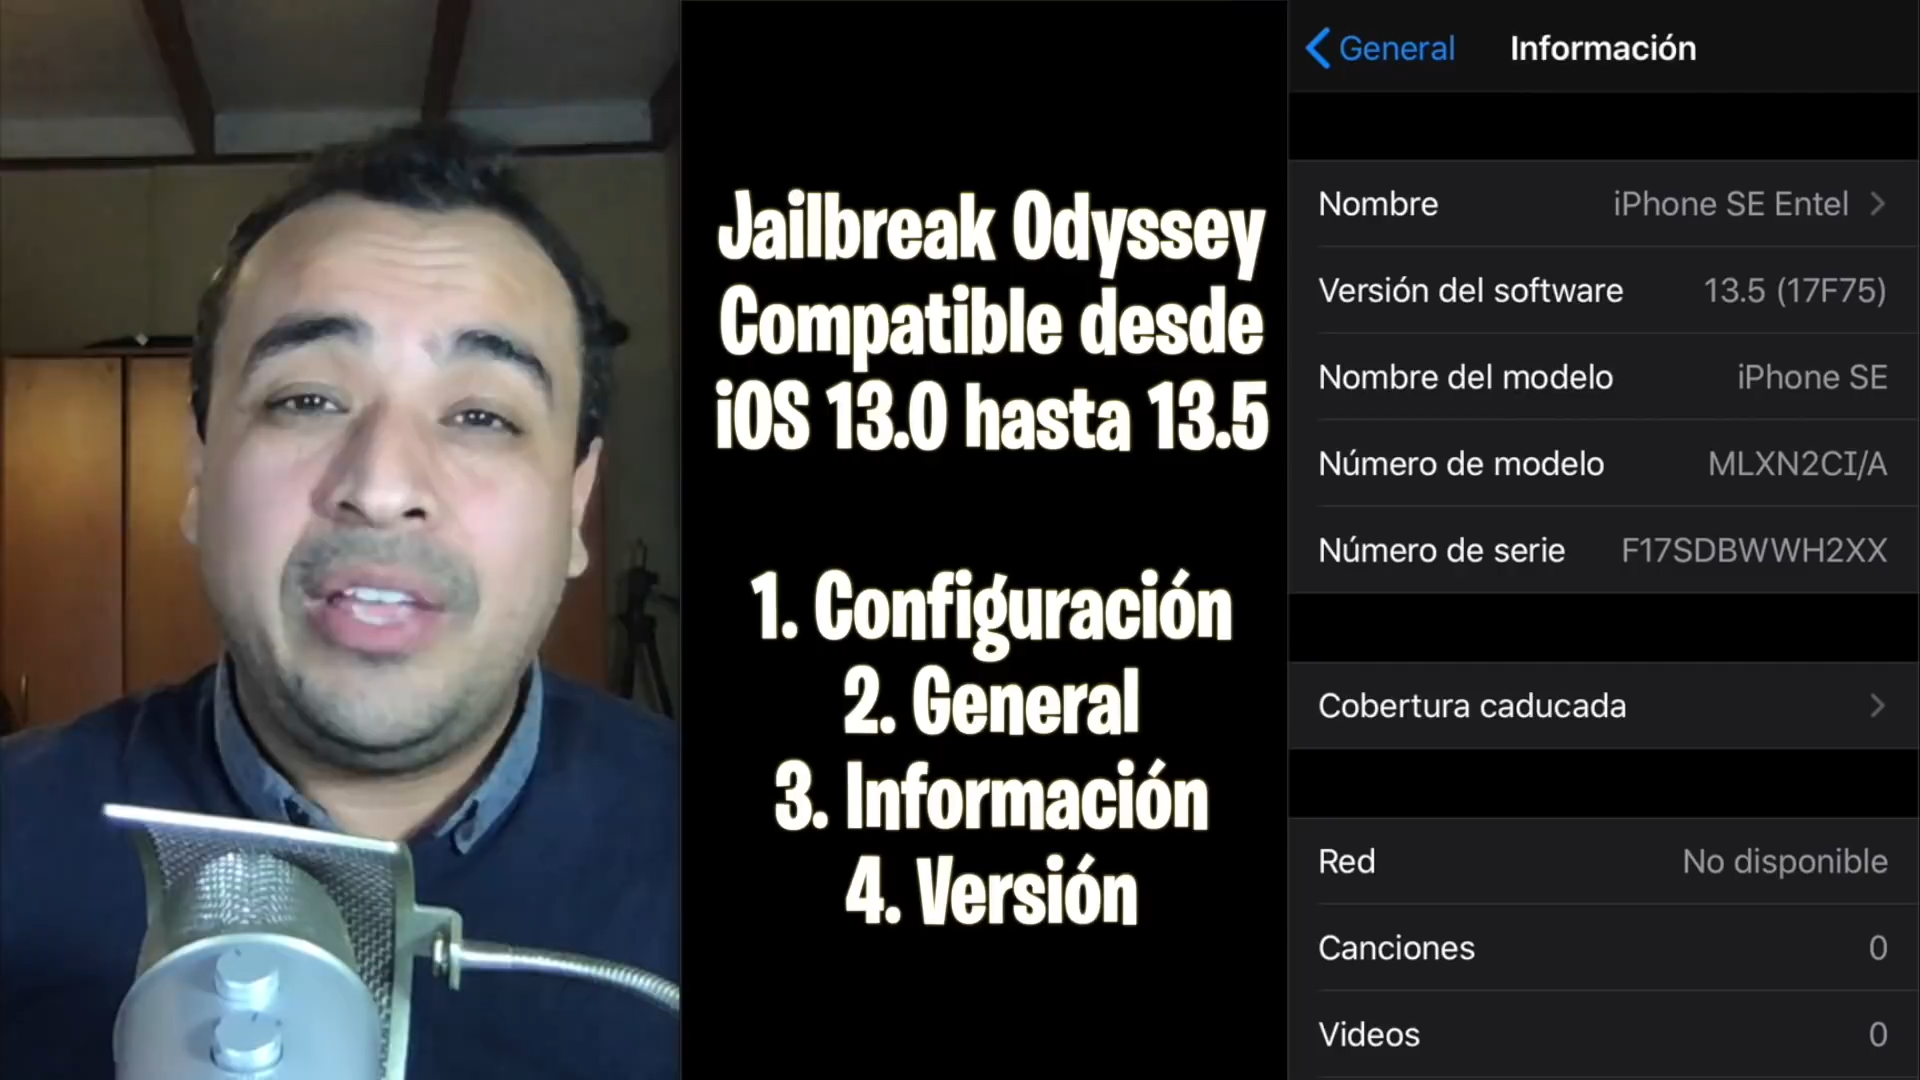 Jailbreak Odyssey
Compatible desde
iOS 13.0 hasta 13.5
1. Configuración
2. General
3. Información
4. Versión
General Información
Nombre iPhone SE Entel
Versión del software 13.5 (17F75)
Nombre del modelo iPhone SE
Número de modelo MLXN2CI/A
Número de serie F17SDBWWH2XX
Cobertura caducada
Red No disponible
Canciones 0
Videos 0